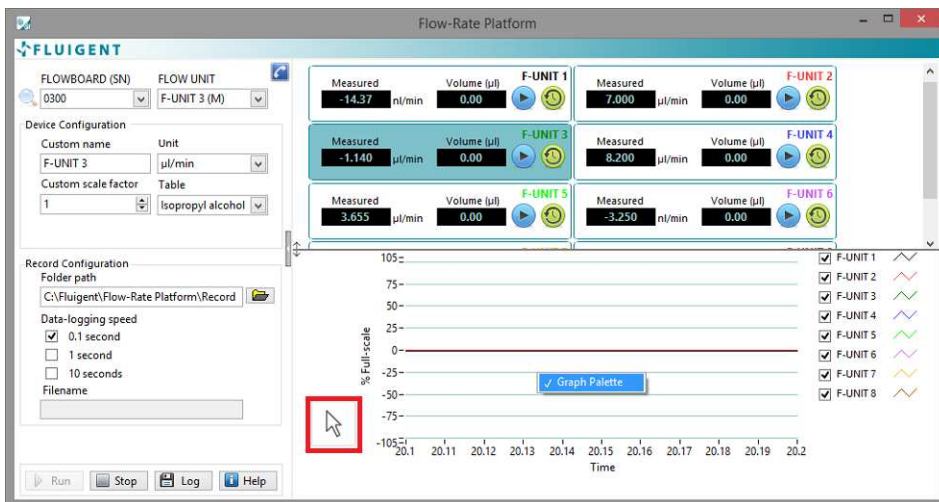 Flow-Rate Platform
FLUIGENT
FLOWBOARD (SN) FLOW UNIT
0300 F-UNIT 3 (M)
Device Configuration
Custom name Unit
F-UNIT 3 µl/min
Custom scale factor Table
1 Isopropyl alcohol
Record Configuration
Folder path
C:\Fluigent\Flow-Rate Platform\Record
Data-logging speed
0.1 second
1 second
10 seconds
Filename
Run Stop Log Help
Measured Volume (µl) F-UNIT 1
-14.37 nl/min 0.00
Measured Volume (µl) F-UNIT 2
7.000 µl/min 0.00
Measured Volume (µl) F-UNIT 3
-1.140 µl/min 0.00
Measured Volume (µl) F-UNIT 4
8.200 µl/min 0.00
Measured Volume (µl) F-UNIT 5
3.655 µl/min 0.00
Measured Volume (µl) F-UNIT 6
-3.250 nl/min 0.00
% Full-scale
105
75
50
25
0
-25
-50
-75
-105
Graph Palette
20.1 20.11 20.12 20.13 20.14 20.15 20.16 20.17 20.18 20.19 20.2
Time
F-UNIT 1
F-UNIT 2
F-UNIT 3
F-UNIT 4
F-UNIT 5
F-UNIT 6
F-UNIT 7
F-UNIT 8